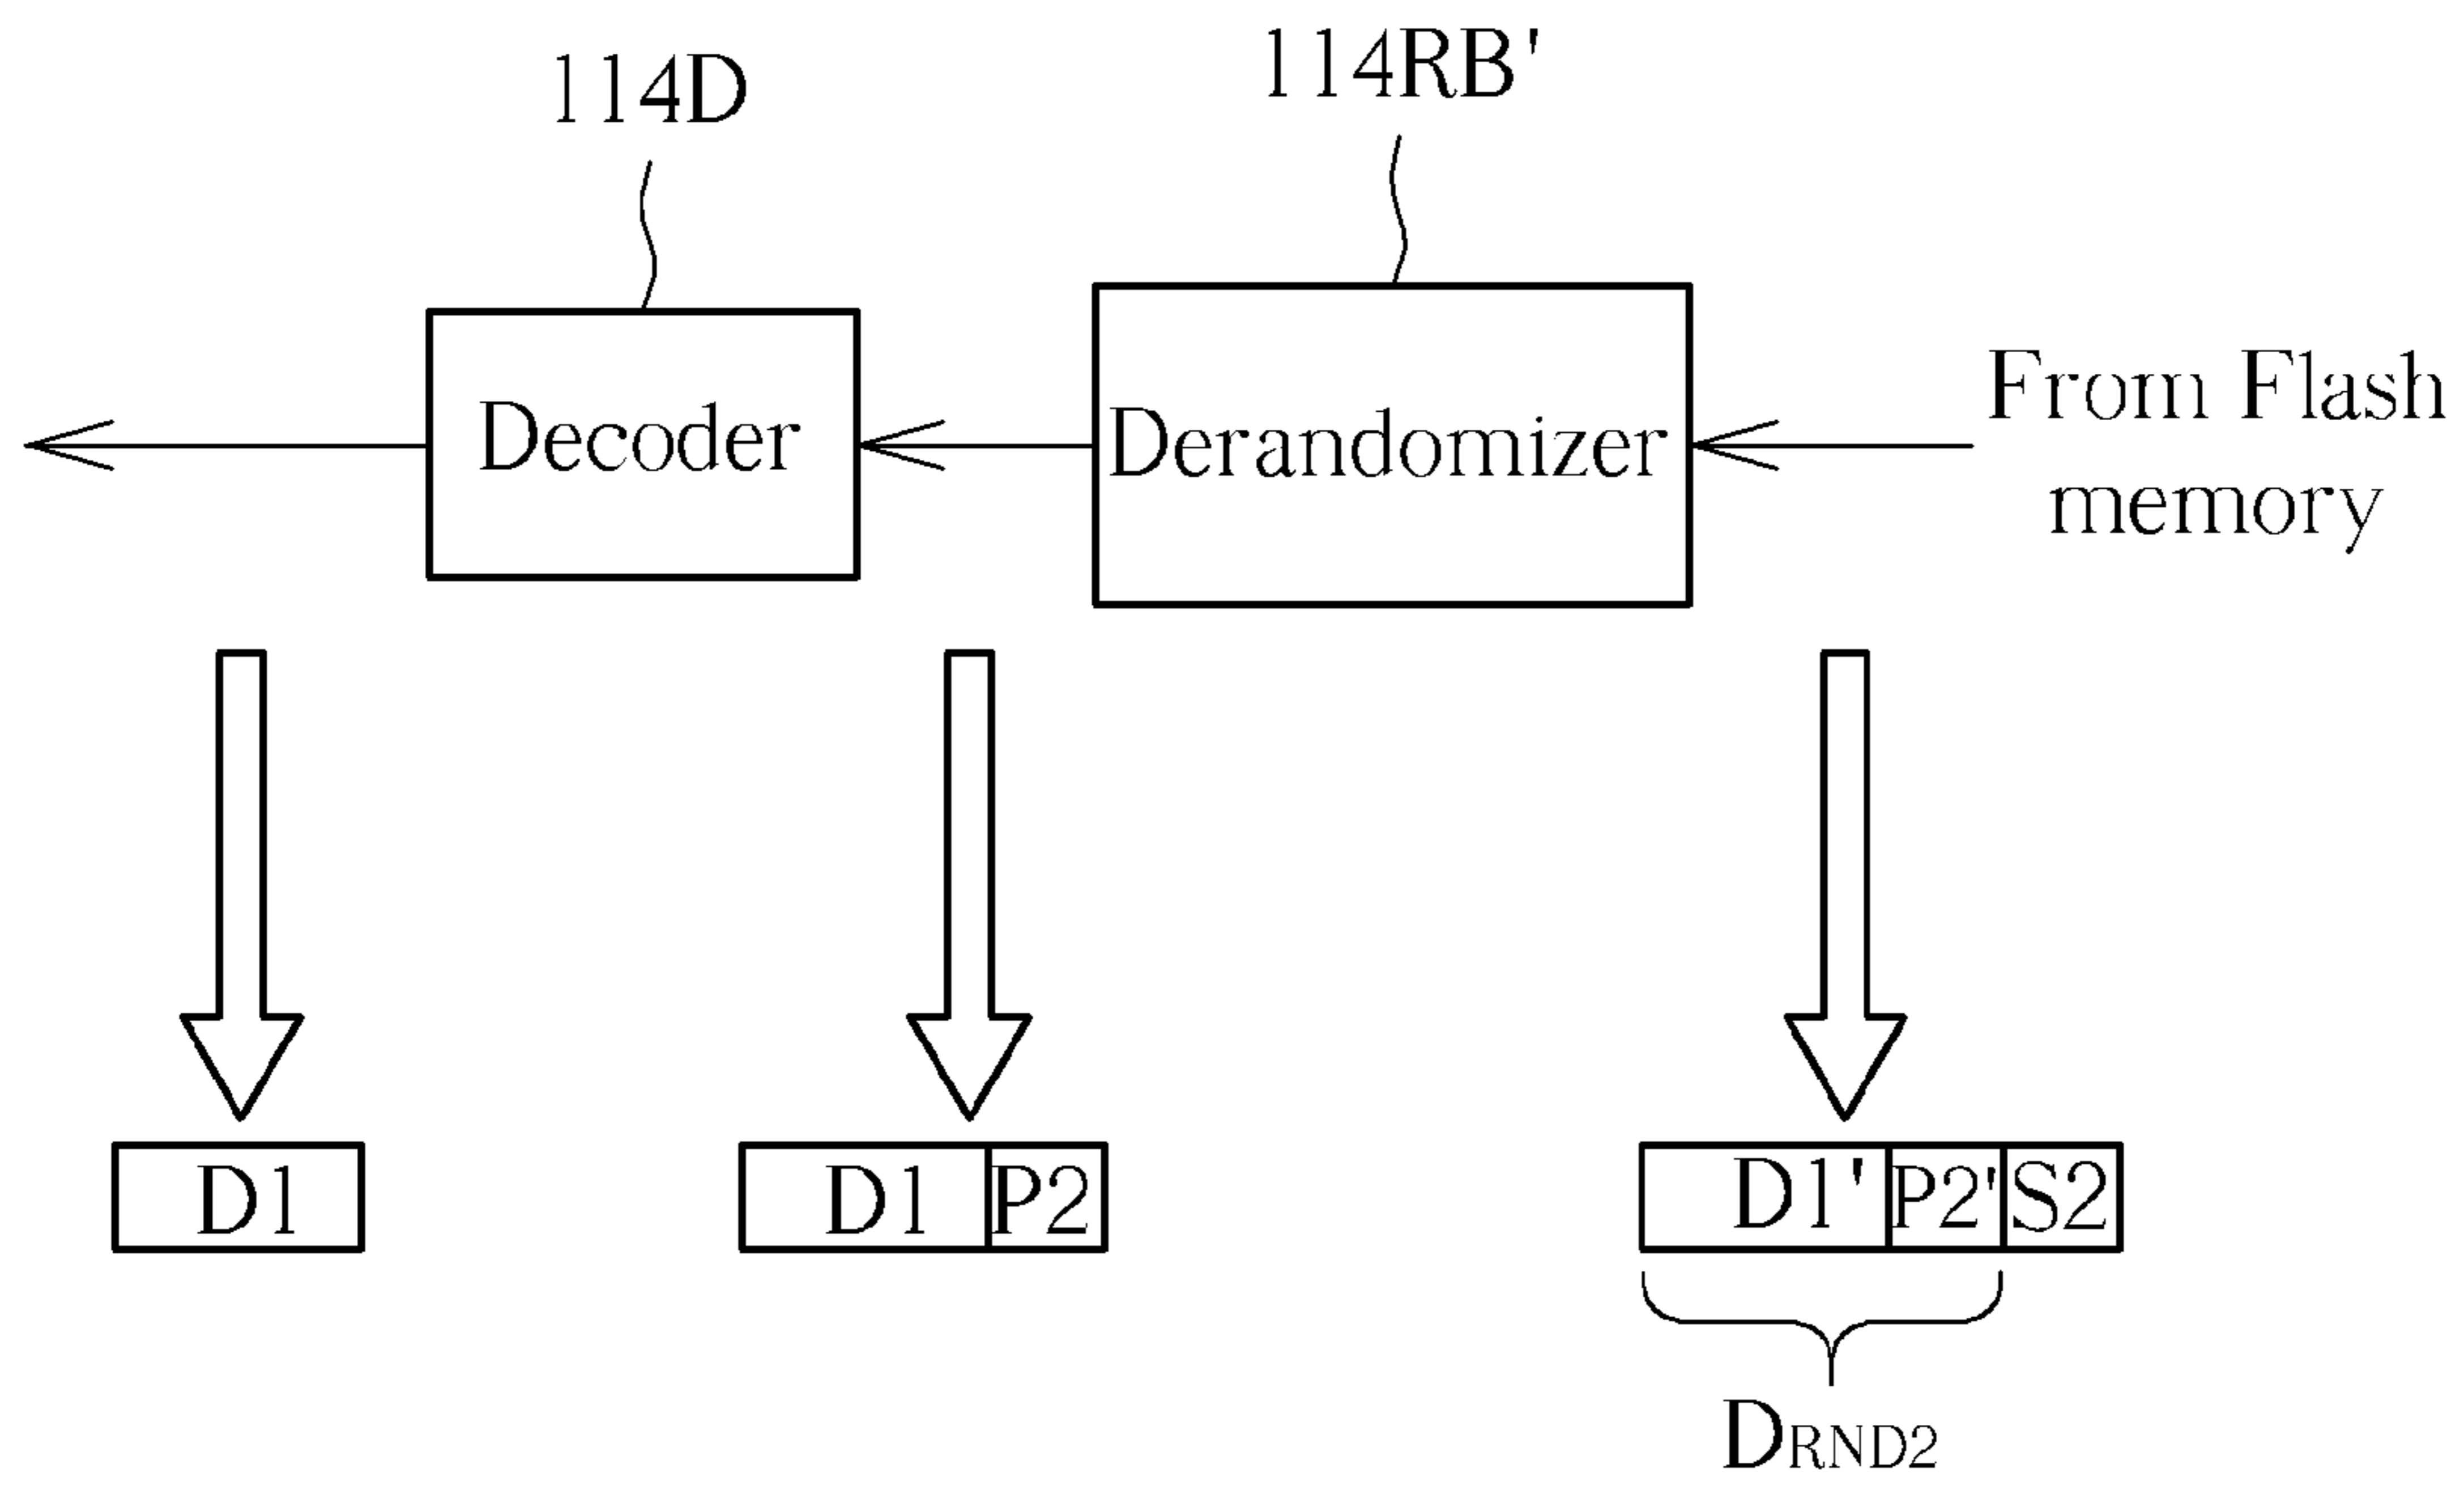 114D
114RB'
Decoder
Derandomizer
From Flash
memory
D1
D1 P2
D1' P2' S2
DRND2